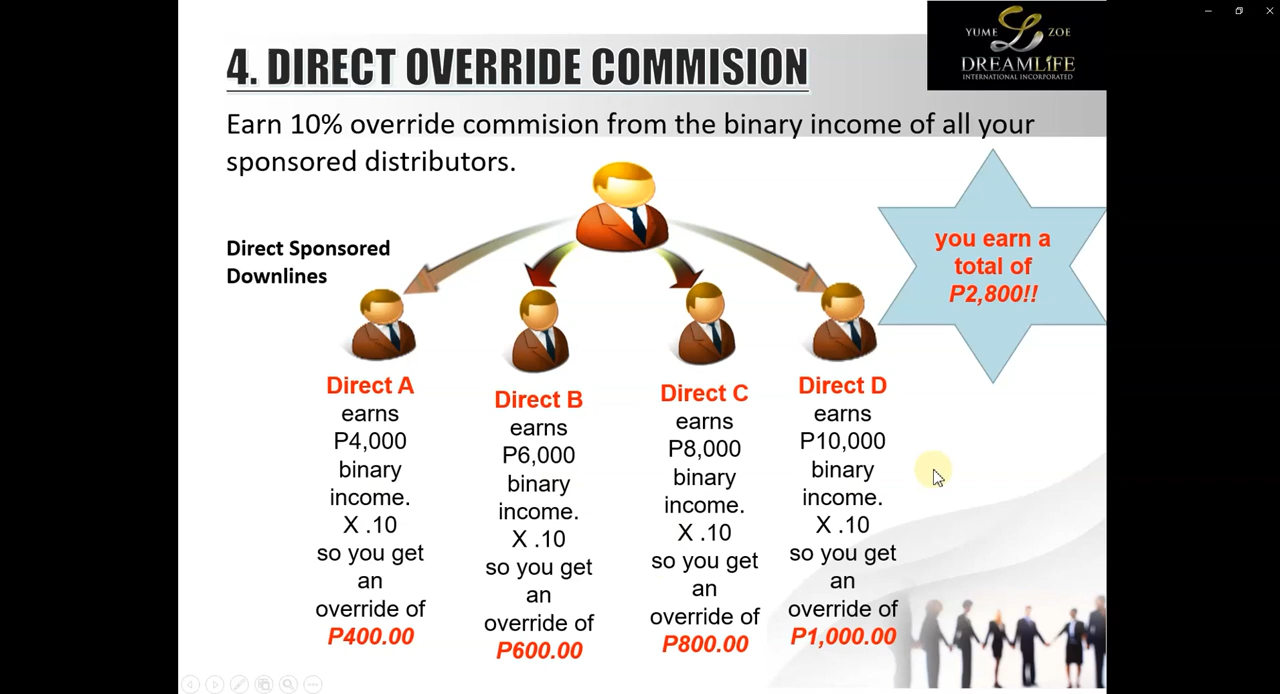 4. DIRECT OVERRIDE COMMISION
YUME ZOE
DREAMLIFE
INTERNATIONAL INCORPORATED
Earn 10% override commision from the binary income of all your
sponsored distributors.
Direct Sponsored
Downlines
you earn a
total of
P2,800!!
Direct A
earns
P4,000
binary
income.
X .10
so you get
an
override of
P400.00
Direct B
earns
P6,000
binary
income.
X .10
so you get
an
override of
P600.00
Direct C
earns
P8,000
binary
income.
X .10
so you get
an
override of
P800.00
Direct D
earns
P10,000
binary
income.
X .10
so you get
an
override of
P1,000.00